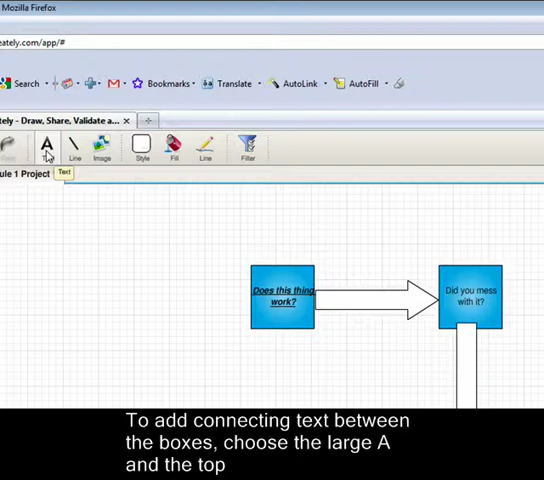 Mozilla Firefox
eately.com/app/#
Search Bookmarks Translate AutoLink AutoFill
tely - Draw, Share, Validate a...
Line Image Style Fill Line Filter
ule 1 Project
Text
Does this thing
work?
Did you mess
with it?
To add connecting text between
the boxes, choose the large A
and the top